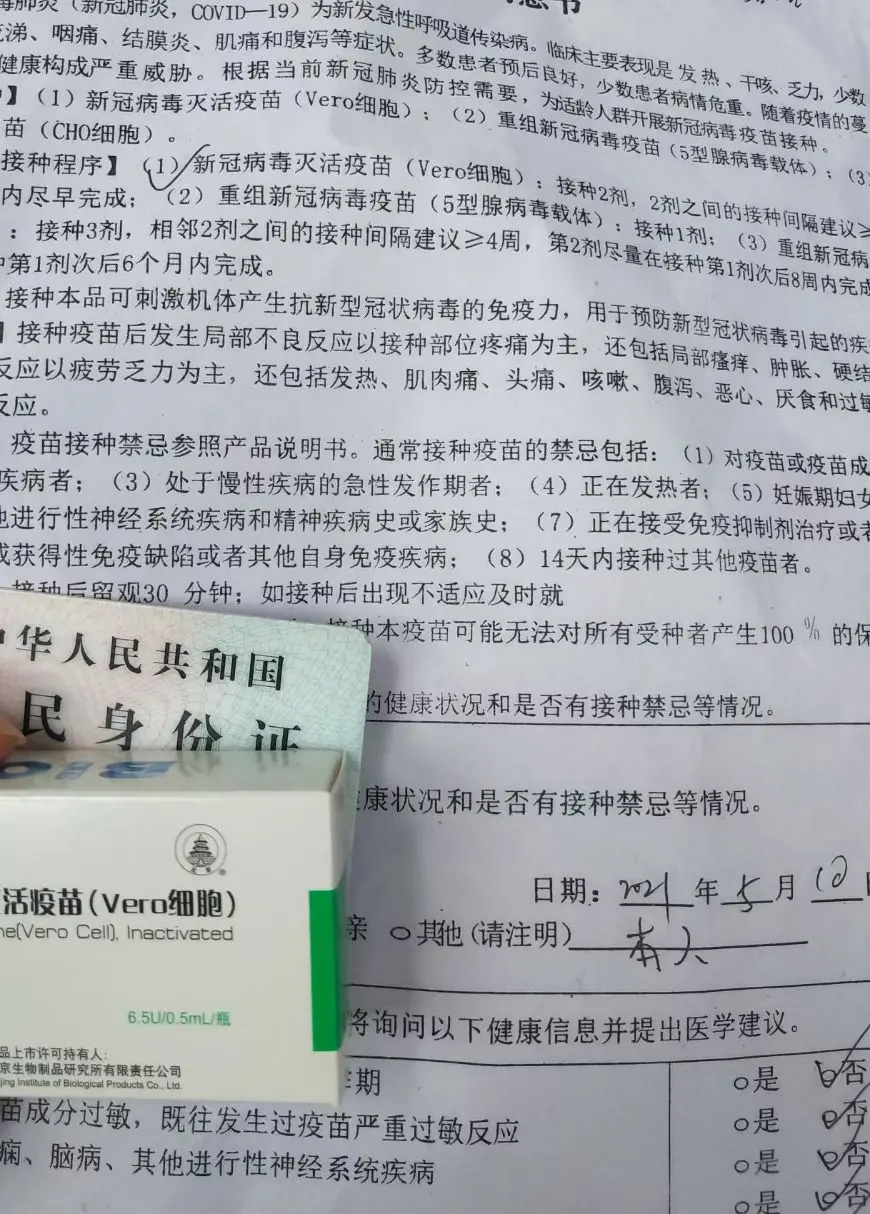 毒肺炎（新冠肺炎，COVID—19）为新发急性呼吸道传染病。临床主要表现是发热、干咳、乏力，少数
流涕、咽痛、结膜炎、肌痛和腹泻等症状。多数患者预后良好，少数患者病情危重。随着疫情的蔓
健康构成严重威胁。根据当前新冠肺炎防控需要，为适龄人群开展新冠病毒疫苗接种。
】（1）新冠病毒灭活疫苗（Vero细胞）；（2）重组新冠病毒疫苗（5型腺病毒载体）；（3）
苗（CHO细胞）。
接种程序】（1）新冠病毒灭活疫苗（Vero细胞）：接种2剂，2剂之间的接种间隔建议≥
内尽早完成；（2）重组新冠病毒疫苗（5型腺病毒载体）：接种1剂；（3）重组新冠病
：接种3剂，相邻2剂之间的接种间隔建议≥4周，第2剂尽量在接种第1剂次后8周内完成
种第1剂次后6个月内完成。
接种本品可刺激机体产生抗新型冠状病毒的免疫力，用于预防新型冠状病毒引起的疾
】接种疫苗后发生局部不良反应以接种部位疼痛为主，还包括局部瘙痒、肿胀、硬结
反应以疲劳乏力为主，还包括发热、肌肉痛、头痛、咳嗽、腹泻、恶心、厌食和过敏
反应。
疫苗接种禁忌参照产品说明书。通常接种疫苗的禁忌包括：（1）对疫苗或疫苗成
疾病者；（3）处于慢性疾病的急性发作期者；（4）正在发热者；（5）妊娠期妇女
他进行性神经系统疾病和精神疾病史或家族史；（7）正在接受免疫抑制剂治疗或者
或获得性免疫缺陷或者其他自身免疫疾病；（8）14天内接种过其他疫苗者。
接种后留观30 分钟；如接种后出现不适应及时就
接种本疫苗可能无法对所有受种者产生100 % 的保
的健康状况和是否有接种禁忌等情况。
健康状况和是否有接种禁忌等情况。
日期：2021年5月10日
亲 ○其他(请注明)本人
将询问以下健康信息并提出医学建议。
期 ○是 ○否
苗成分过敏，既往发生过疫苗严重过敏反应 ○是 ○否
痫、脑病、其他进行性神经系统疾病 ○是 ○否
○是 ○否
中华人民共和国
民身份证
BIO
活疫苗(Vero细胞)
ne(Vero Cell), Inactivated
6.5U/0.5mL/瓶
品上市许可持有人:
京生物制品研究所有限责任公司
jing Institute of Biological Products Co., Ltd.